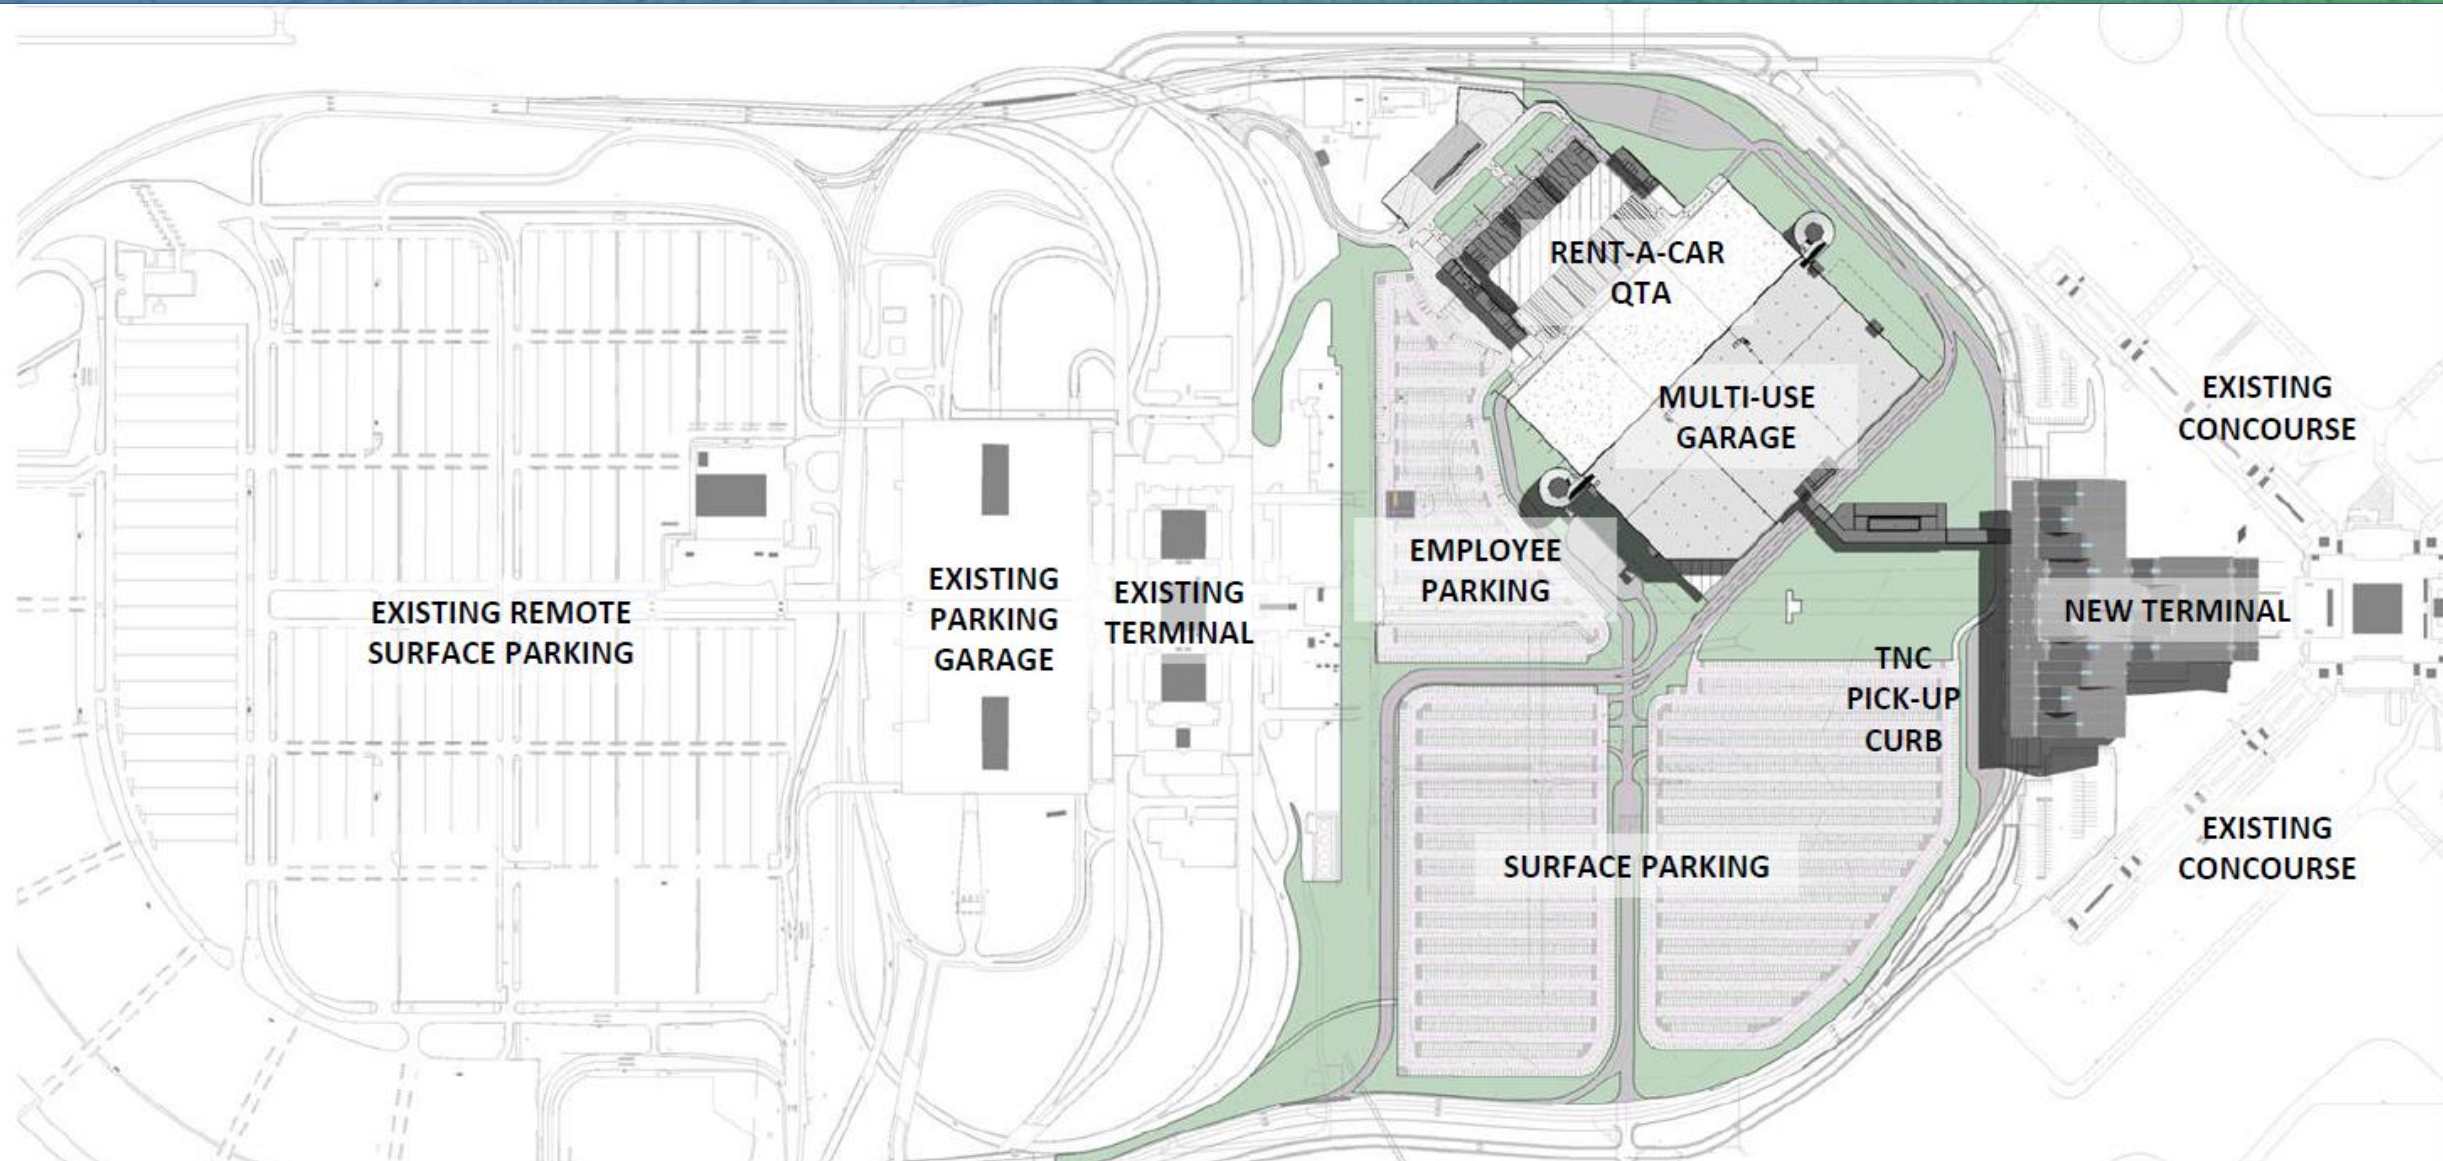 RENT-A-CAR
QTA
MULTI-USE
GARAGE
EXISTING
CONCOURSE
EMPLOYEE
PARKING
EXISTING REMOTE
SURFACE PARKING
EXISTING
PARKING
GARAGE
EXISTING
TERMINAL
NEW TERMINAL
TNC
PICK-UP
CURB
SURFACE PARKING
EXISTING
CONCOURSE